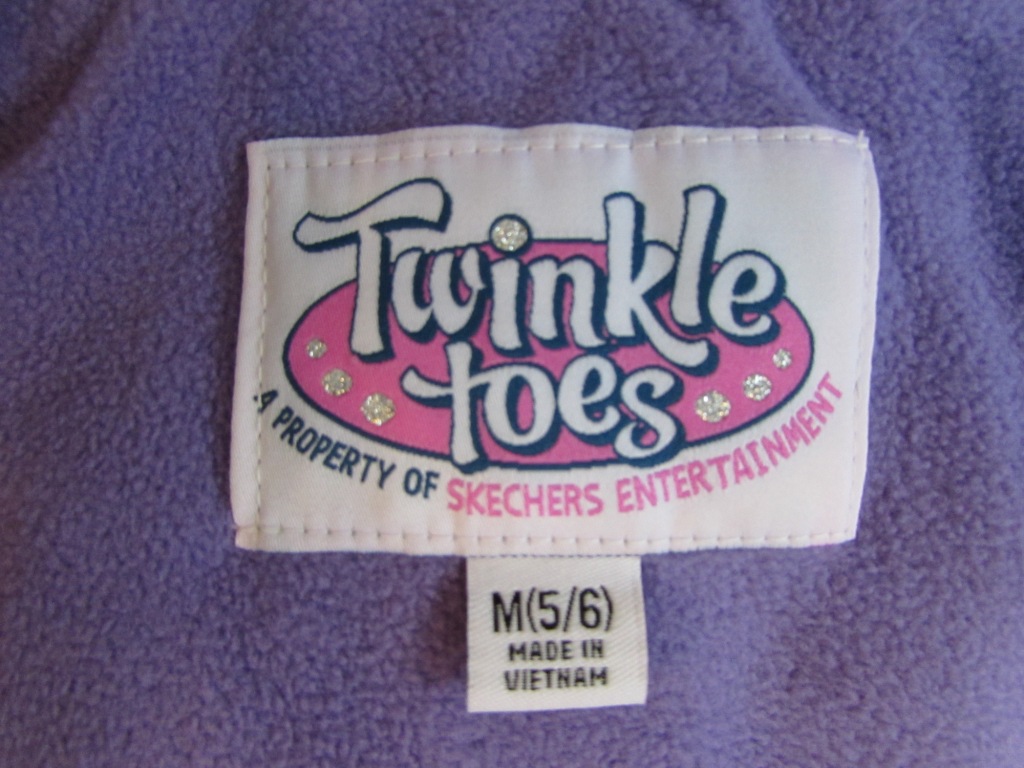 Twinkle
toes
A PROPERTY OF SKECHERS ENTERTAINMENT
M(5/6)
MADE IN
VIETNAM